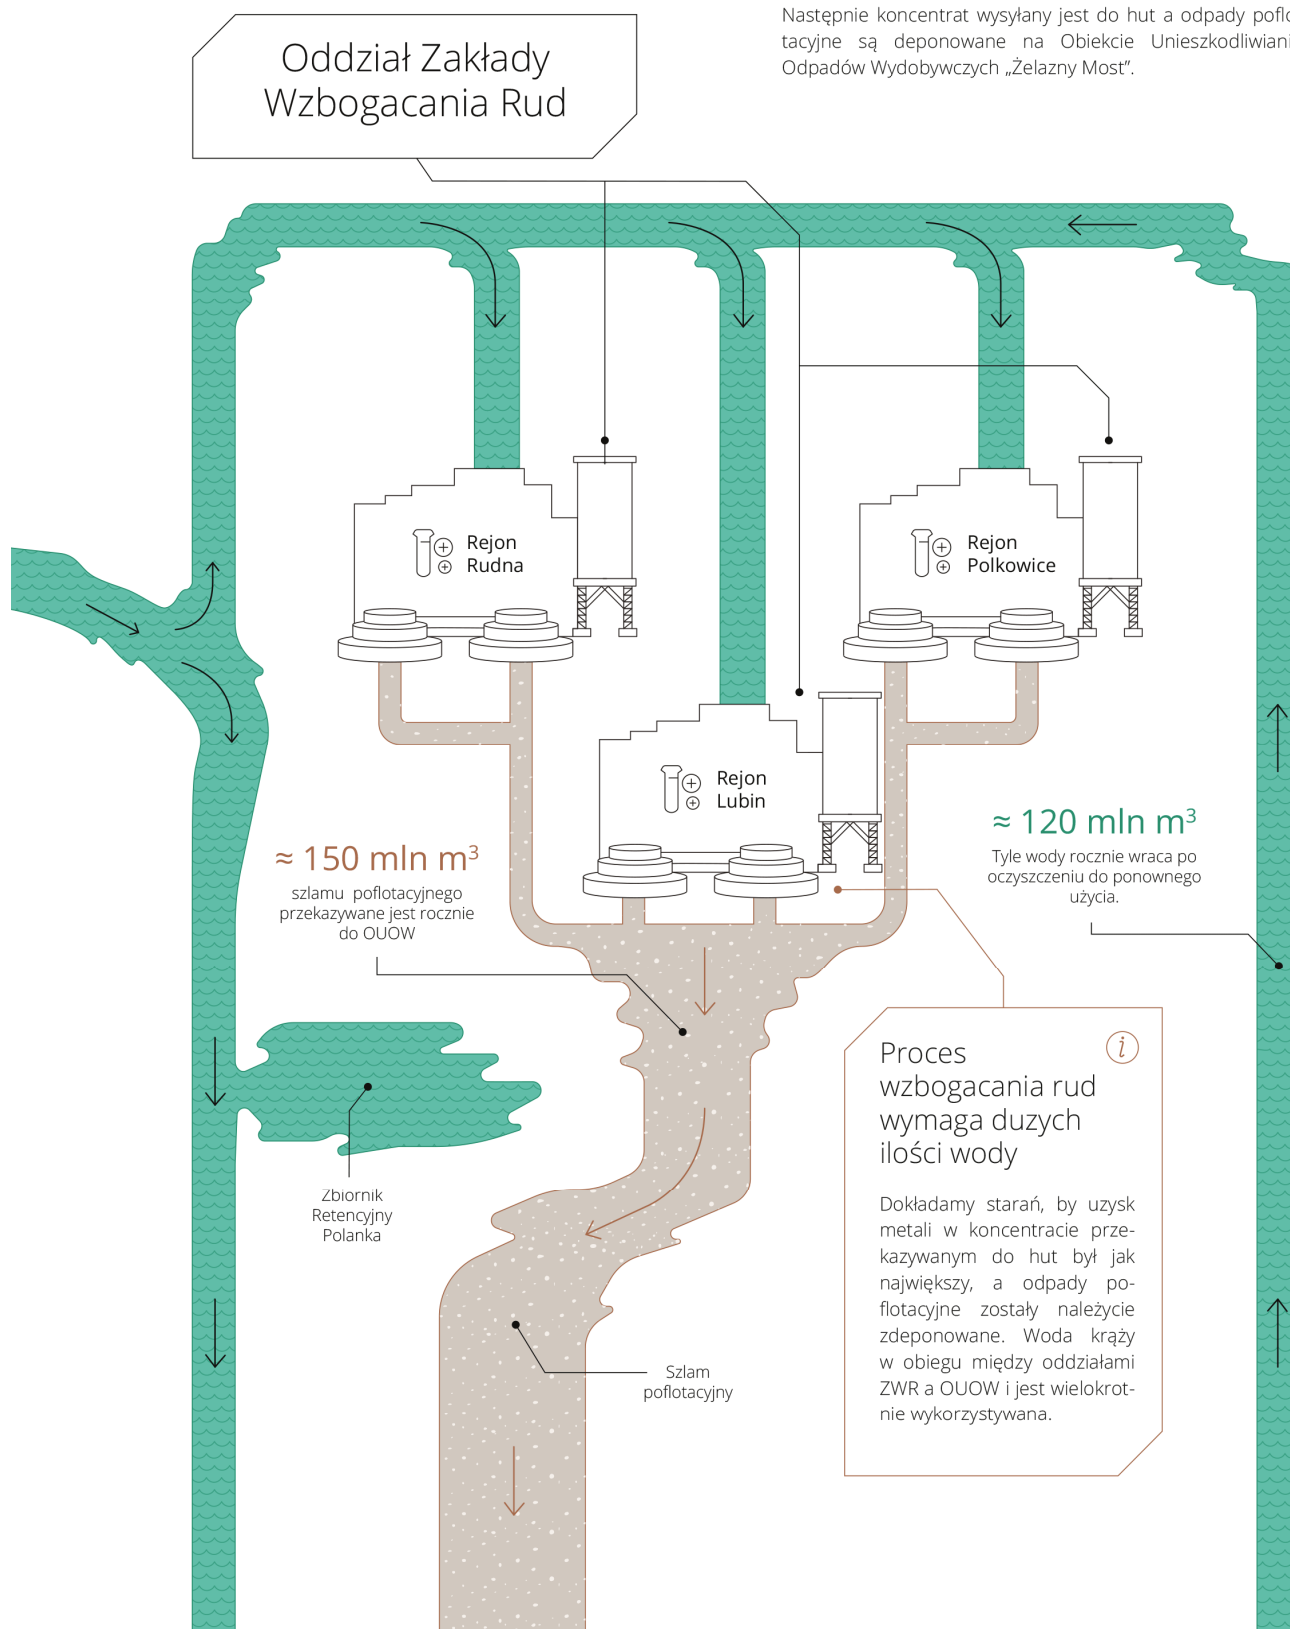 Następnie koncentrat wysyłany jest do hut a odpady poflo
tacyjne są deponowane na Obiekcie Unieszkodliwiani
Odpadów Wydobywczych „Żelazny Most”.
Oddział Zakłady
Wzbogacania Rud
Rejon
Rudna
Rejon
Polkowice
Rejon
Lubin
≈ 150 mln m³
szlamu poflotacyjnego
przekazywane jest rocznie
do OUOW
≈ 120 mln m³
Tyle wody rocznie wraca po
oczyszczeniu do ponownego
użycia.
Zbiornik
Retencyjny
Polanka
Szlam
poflotacyjny
i
Proces
wzbogacania rud
wymaga duzych
ilości wody
Dokładamy starań, by uzysk
metali w koncentracie prze-
kazywanym do hut był jak
największy, a odpady po-
flotacyjne zostały należycie
zdeponowane. Woda krąży
w obiegu między oddziałami
ZWR a OUOW i jest wielokrot-
nie wykorzystywana.